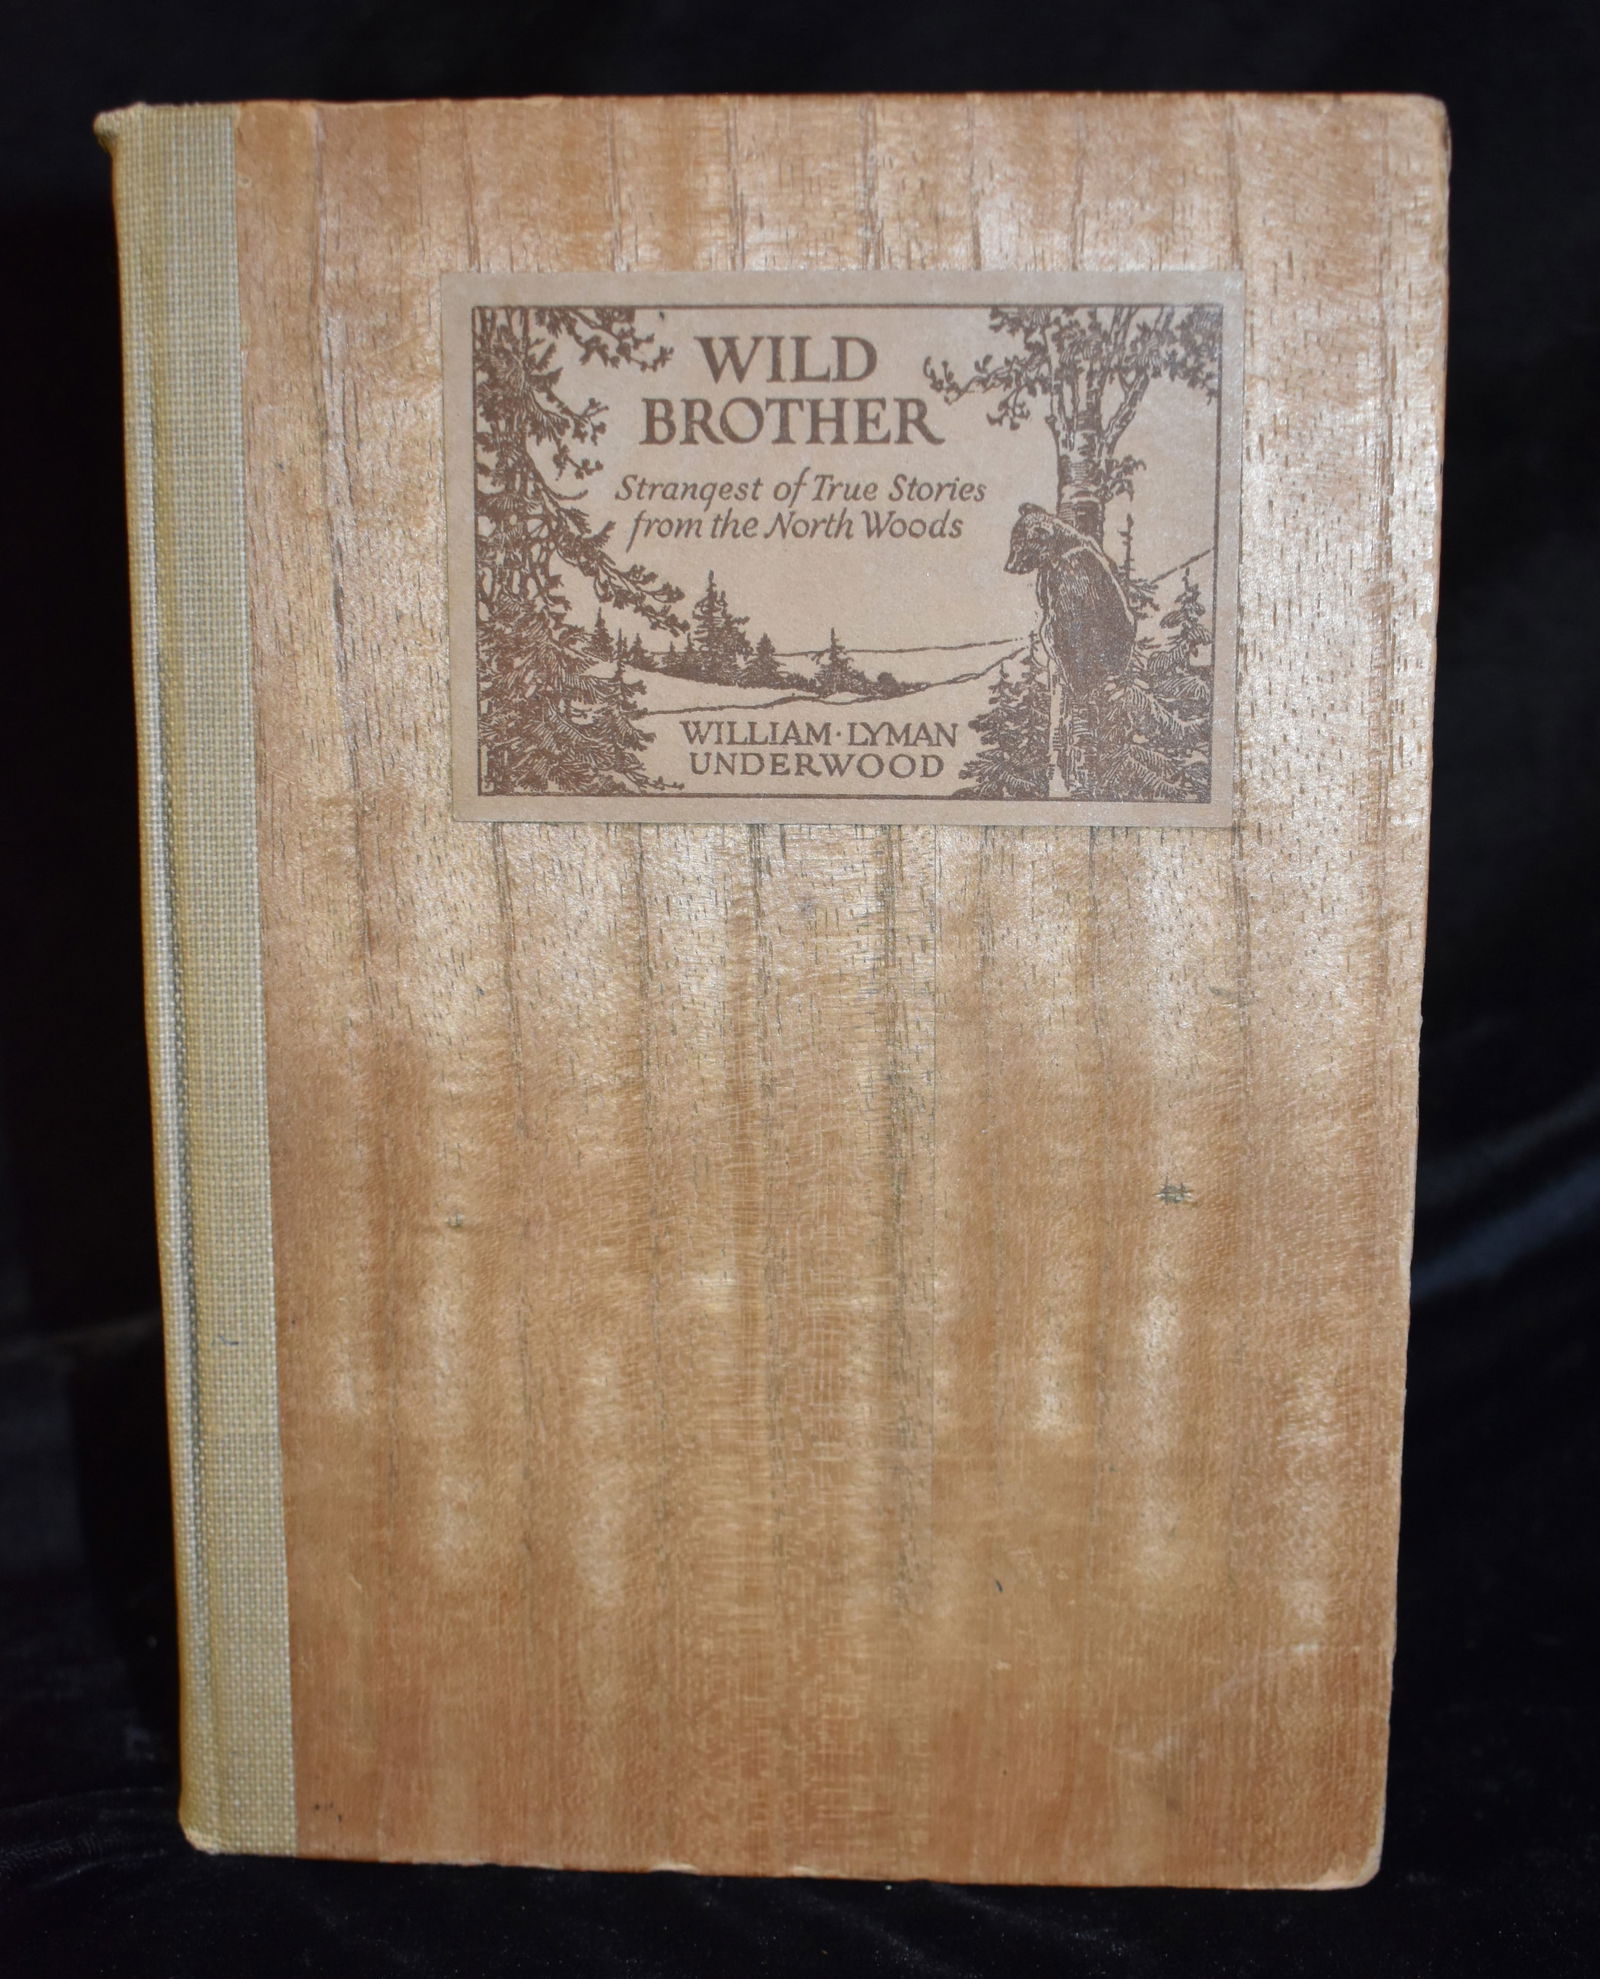 WILD
BROTHER
Strangest of True Stories
from the North Woods
WILLIAM · LYMAN
UNDERWOOD